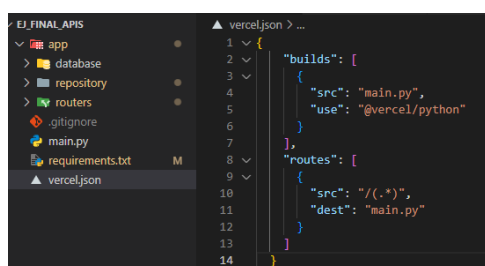 EJ_FINAL_APIS
app
database
repository
routers
.gitignore
main.py
requirements.txt M
vercel.json
vercel.json > ...
1 {
2 "builds": [
3 {
4 "src": "main.py",
5 "use": "@vercel/python"
6 }
7 ],
8 "routes": [
9 {
10 "src": "/(.*)",
11 "dest": "main.py"
12 }
13 ]
14 }